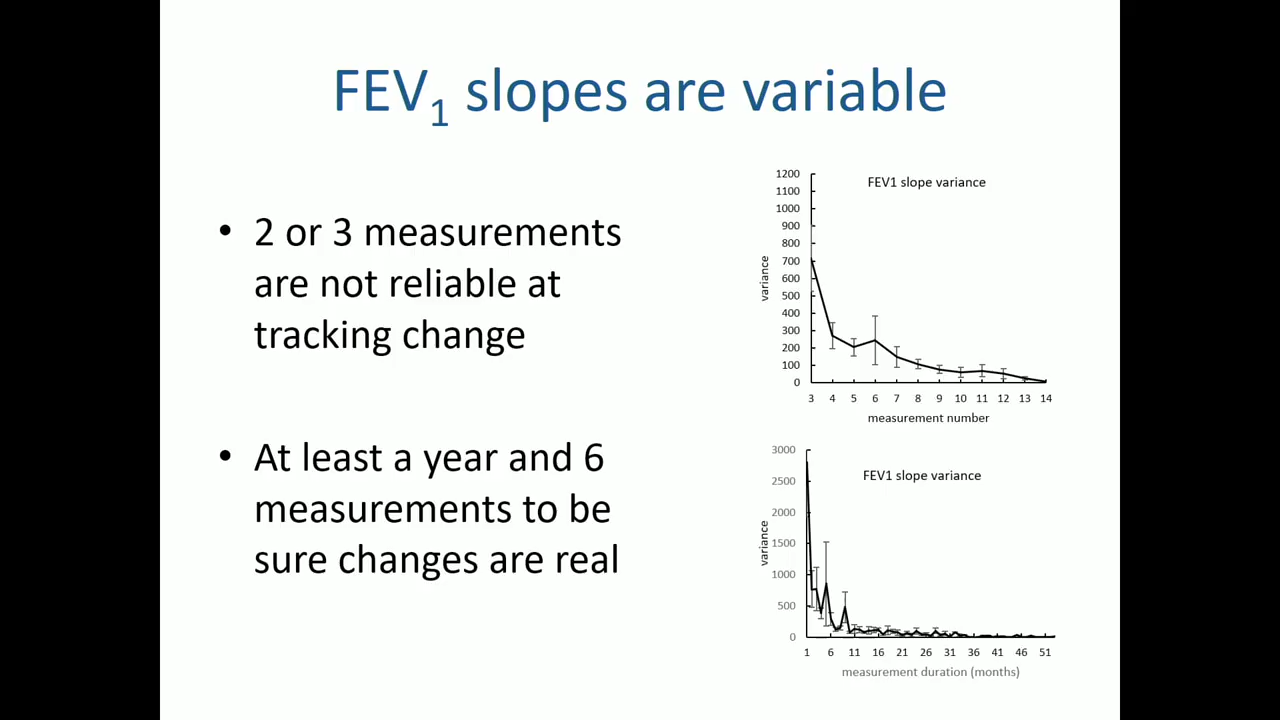 FEV1 slopes are variable
• 2 or 3 measurements
are not reliable at
tracking change
• At least a year and 6
measurements to be
sure changes are real
FEV1 slope variance
1200
1100
1000
900
800
700
600
500
400
300
200
100
0
variance
3 4 5 6 7 8 9 10 11 12 13 14
measurement number
FEV1 slope variance
3000
2500
2000
1500
1000
500
0
variance
1 6 11 16 21 26 31 36 41 46 51
measurement duration (months)